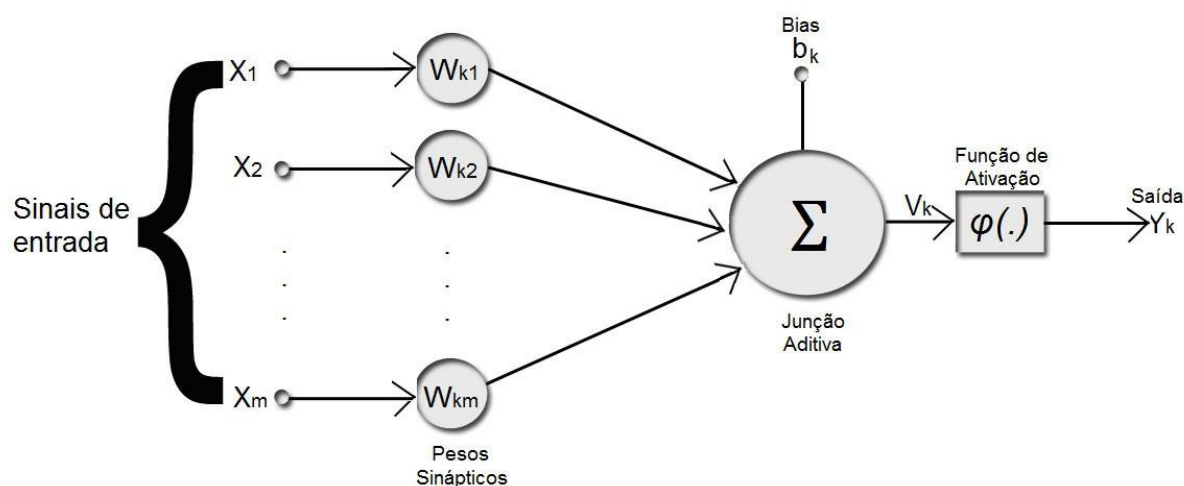 Sinais de
entrada
X1
X2
Xm
Wk1
Wk2
Wkm
Pesos
Sinápticos
Bias
bk
Σ
Junção
Aditiva
Vk
Função de
Ativação
φ(.)
Saída
Yk